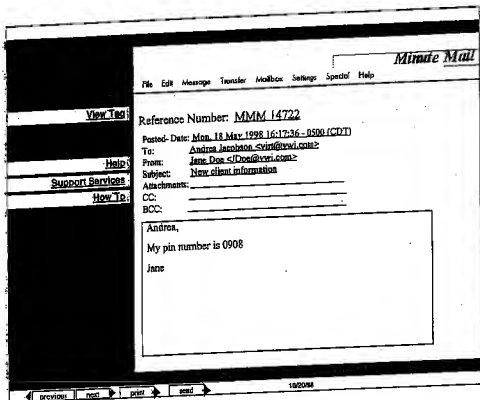 Minute Mail
File Edit Message Transfer Mailbox Settings Special Help
View Tag
Reference Number: MMM 14722
Posted-Date: Mon, 18 May 1998 16:17:36 -0500 (CDT)
To: Andrea Jacobson <viri@vwi.com>
Help
From: Jane Doe <JDoe@vwi.com>
Support Services
Subject: New client information
How To
Attachments:
CC:
BCC:
Andrea,
My pin number is 0908
Jane
previous next print send 10/20/98